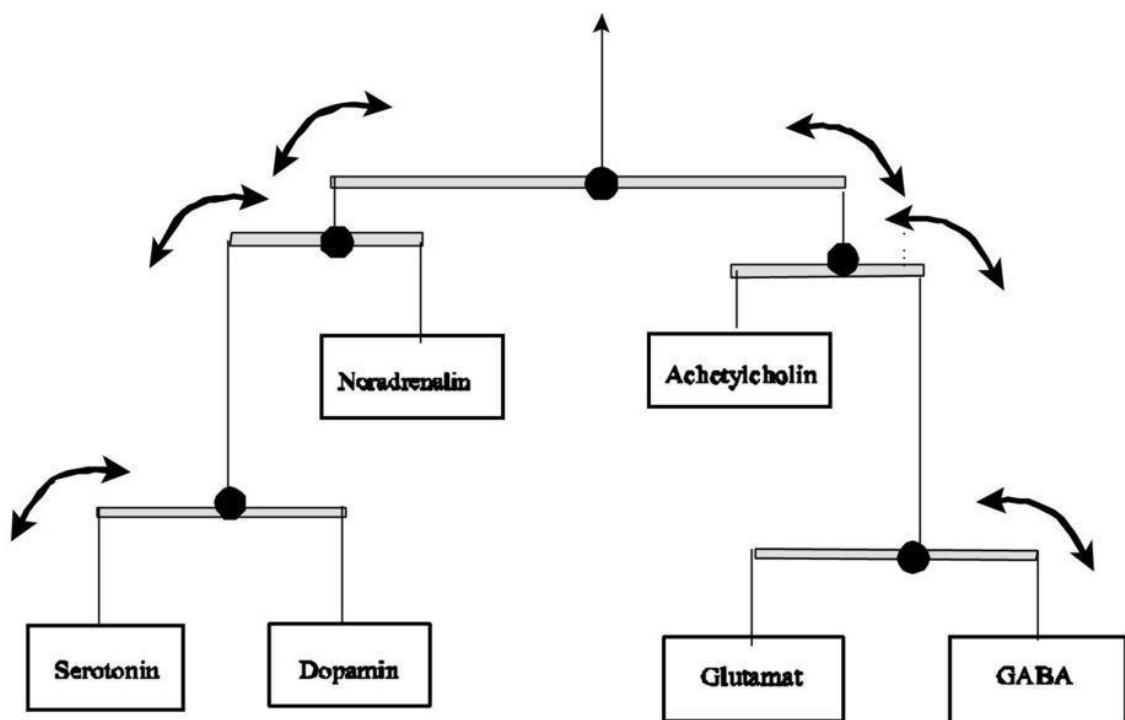 Noradrenalin
Achetylcholin
Serotonin
Dopamin
Glutamat
GABA